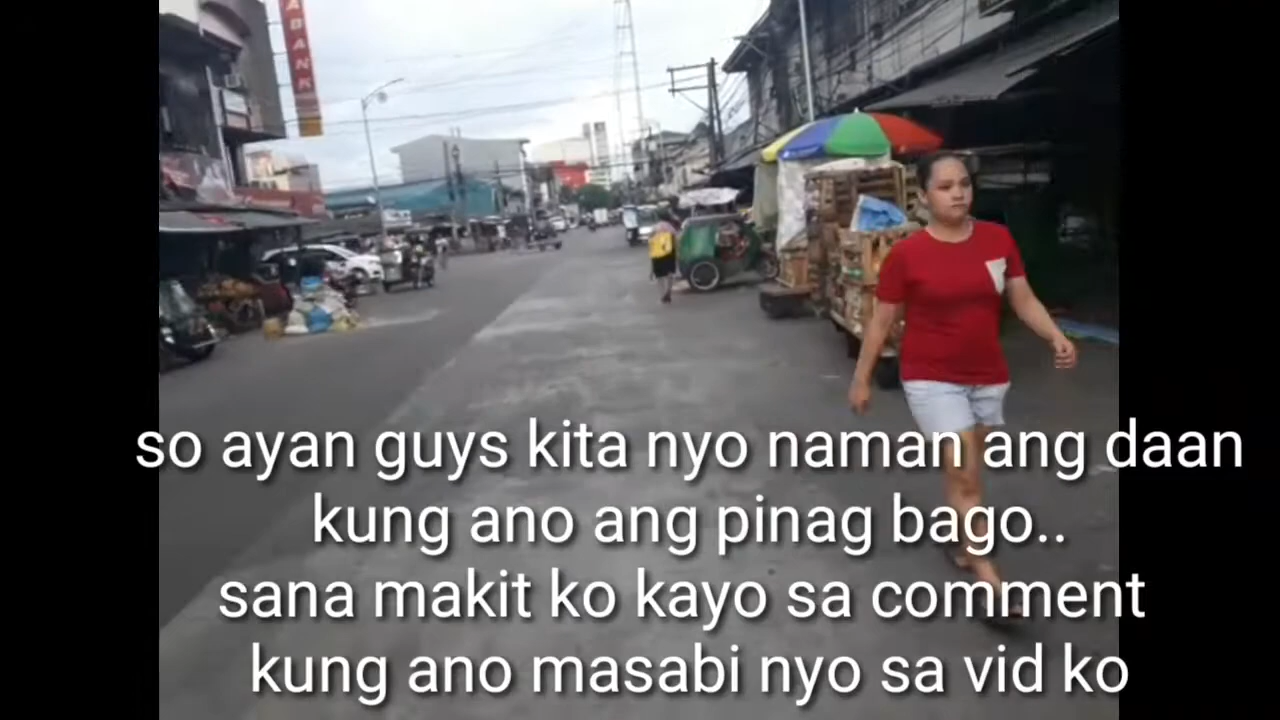 ABANK
so ayan guys kita nyo naman ang daan
kung ano ang pinag bago..
sana makit ko kayo sa comment
kung ano masabi nyo sa vid ko